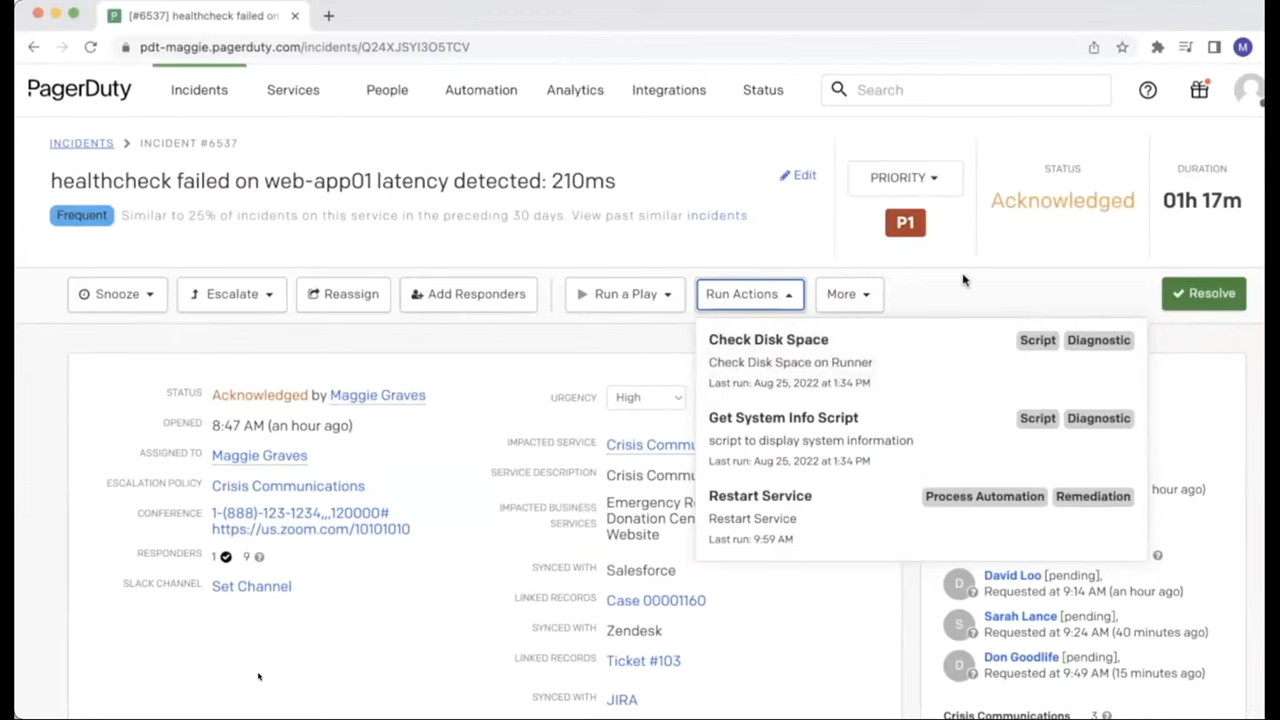 [#6537] healthcheck failed on
pdt-maggie.pagerduty.com/incidents/Q24XJSYI3O5TCV
M
PagerDuty
Incidents
Services
People
Automation
Analytics
Integrations
Status
Search
INCIDENTS > INCIDENT #6537
healthcheck failed on web-app01 latency detected: 210ms
Edit
Frequent Similar to 25% of incidents on this service in the preceding 30 days. View past similar incidents.
PRIORITY
P1
STATUS
Acknowledged
DURATION
01h 17m
Snooze
Escalate
Reassign
Add Responders
Run a Play
Run Actions
More
Resolve
Check Disk Space Script Diagnostic
Check Disk Space on Runner
Last run: Aug 25, 2022 at 1:34 PM
Get System Info Script Script Diagnostic
script to display system information
Last run: Aug 25, 2022 at 1:34 PM
Restart Service Process Automation Remediation
Restart Service
Last run: 9:59 AM
STATUS Acknowledged by Maggie Graves
OPENED 8:47 AM (an hour ago)
ASSIGNED TO Maggie Graves
ESCALATION POLICY Crisis Communications
CONFERENCE 1-(888)-123-1234,,,120000#
https://us.zoom.com/10101010
RESPONDERS 1 9
SLACK CHANNEL Set Channel
URGENCY High
IMPACTED SERVICE Crisis Commu
SERVICE DESCRIPTION Crisis Commu
IMPACTED BUSINESS SERVICES Emergency Re
Donation Cen
Website
SYNCED WITH Salesforce
LINKED RECORDS Case 00001160
SYNCED WITH Zendesk
LINKED RECORDS Ticket #103
SYNCED WITH JIRA
hour ago)
D David Loo [pending],
Requested at 9:14 AM (an hour ago)
S Sarah Lance [pending],
Requested at 9:24 AM (40 minutes ago)
D Don Goodlife [pending],
Requested at 9:49 AM (15 minutes ago)
Crisis Communications 3